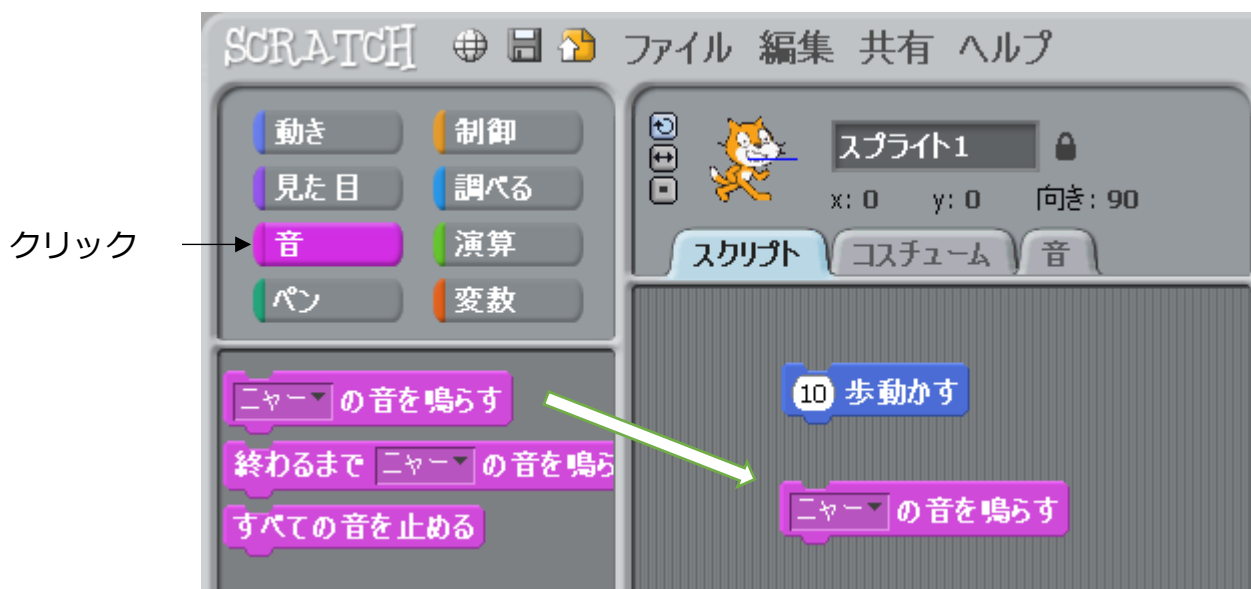 SCRATCH ファイル 編集 共有 ヘルプ
動き 制御
見た目 調べる
音 演算
ペン 変数
クリック
スプライト1
x: 0 y: 0 向き: 90
スクリプト コスチューム 音
ニャー の音を鳴らす
終わるまで ニャー の音を鳴ら
すべての音を止める
10 歩動かす
ニャー の音を鳴らす